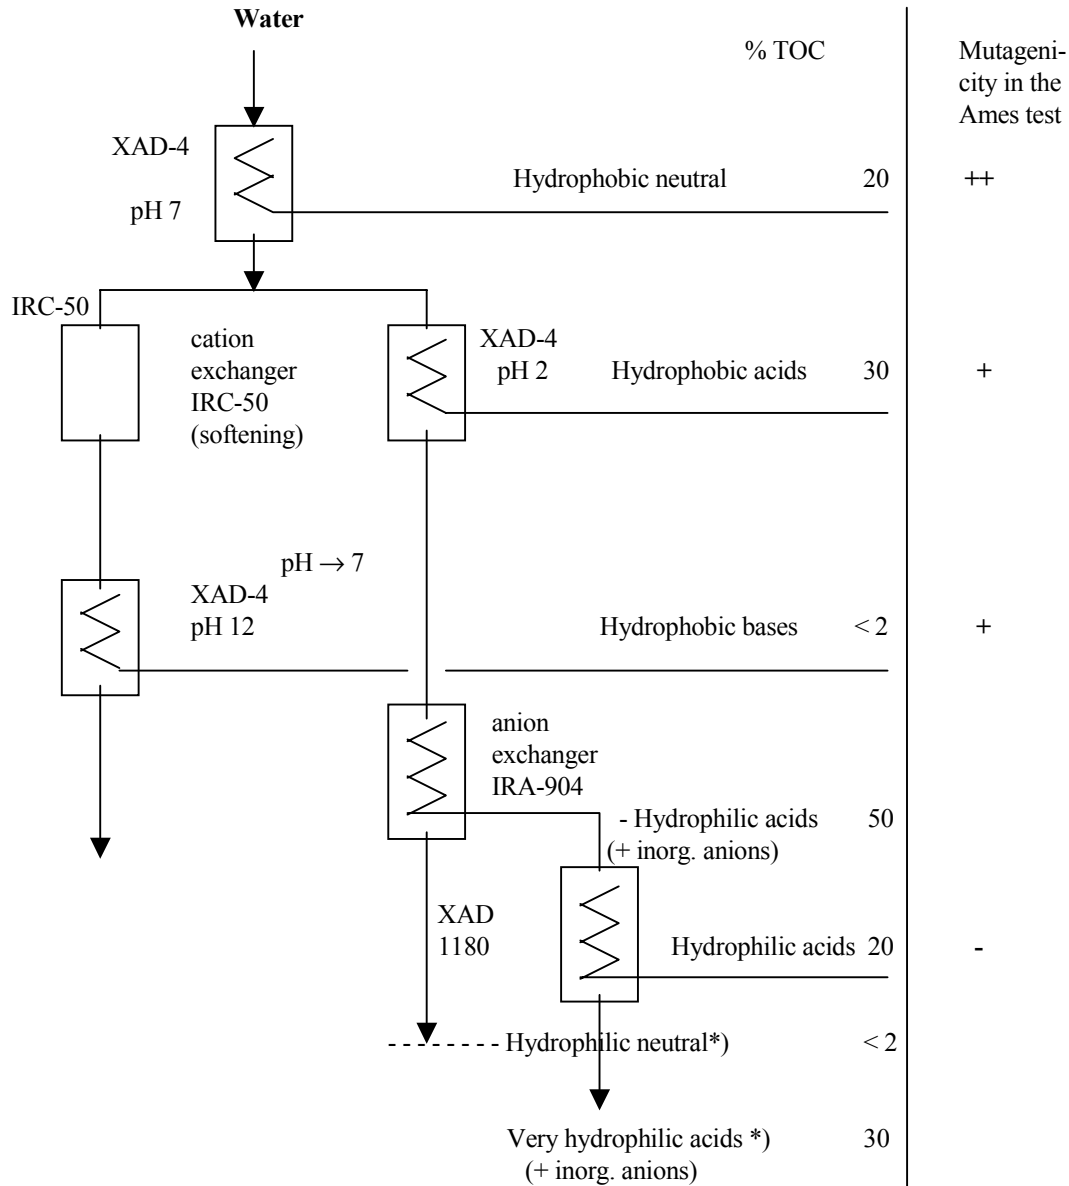 Water
% TOC
Mutageni-
city in the
Ames test
XAD-4
pH 7
Hydrophobic neutral 20 ++
IRC-50
cation
exchanger
IRC-50
(softening)
XAD-4
pH 2
Hydrophobic acids 30 +
pH → 7
XAD-4
pH 12
Hydrophobic bases < 2 +
anion
exchanger
IRA-904
- Hydrophilic acids 50
(+ inorg. anions)
XAD
1180
Hydrophilic acids 20 -
Hydrophilic neutral*) < 2
Very hydrophilic acids *) 30
(+ inorg. anions)